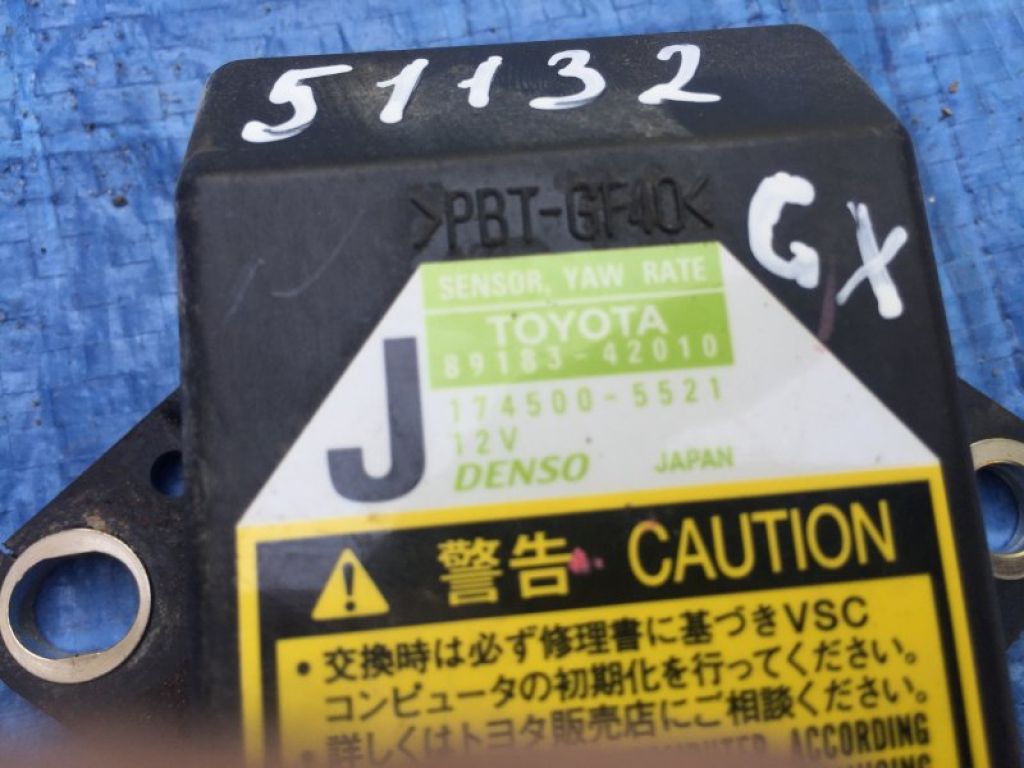 51132
>PBT-G1F40<
GX
SENSOR, YAW RATE
TOYOTA
89183-42010
J
174500-5521
12V
DENSO JAPAN
警告 CAUTION
・交換時は必ず修理書に基づきVSC
コンピュータの初期化を行ってください。
・詳しくはトヨタ販売店にご相談ください。
COMPUTER ACCORDING